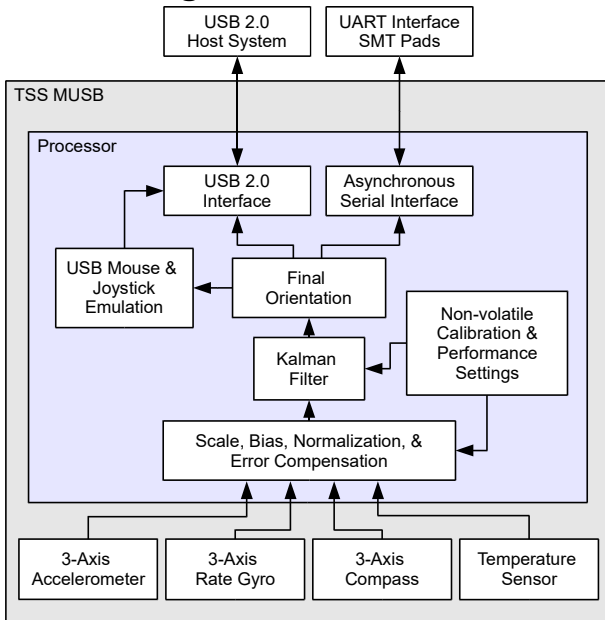 USB 2.0
Host System
UART Interface
SMT Pads
TSS MUSB
Processor
USB 2.0
Interface
Asynchronous
Serial Interface
USB Mouse &
Joystick
Emulation
Final
Orientation
Non-volatile
Calibration &
Performance
Settings
Kalman
Filter
Scale, Bias, Normalization, &
Error Compensation
3-Axis
Accelerometer
3-Axis
Rate Gyro
3-Axis
Compass
Temperature
Sensor